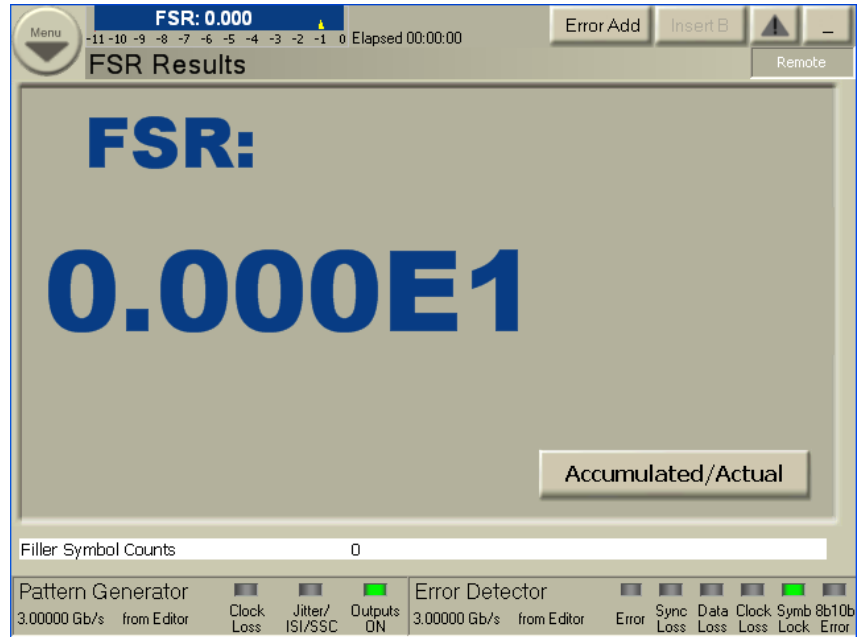 Menu
FSR: 0.000
-11 -10 -9 -8 -7 -6 -5 -4 -3 -2 -1 0 Elapsed 00:00:00
Error Add
Insert B
FSR Results
Remote
FSR:
0.000E1
Accumulated/Actual
Filler Symbol Counts 0
Pattern Generator
3.00000 Gb/s from Editor
Clock
Loss
Jitter/
ISI/SSC
Outputs
ON
Error Detector
3.00000 Gb/s from Editor
Error
Sync
Loss
Data
Loss
Clock
Loss
Symb
Lock
8b10b
Error